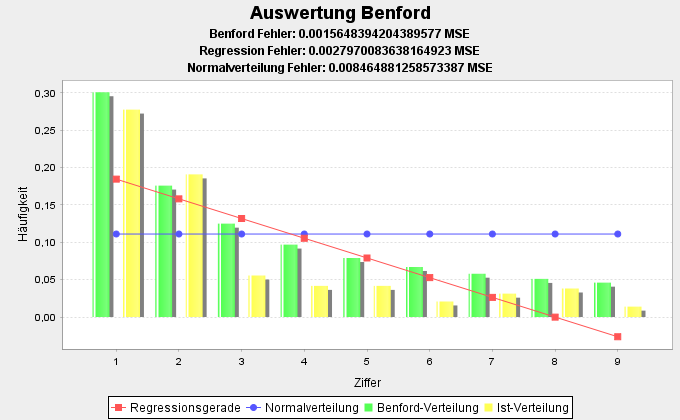 Auswertung Benford
Benford Fehler: 0.0015648394204389577 MSE
Regression Fehler: 0.0027970083638164923 MSE
Normalverteilung Fehler: 0.008464881258573387 MSE
0,30
0,25
0,20
0,15
0,10
0,05
0,00
Häufigkeit
1 2 3 4 5 6 7 8 9
Ziffer
Regressionsgerade Normalverteilung Benford-Verteilung Ist-Verteilung